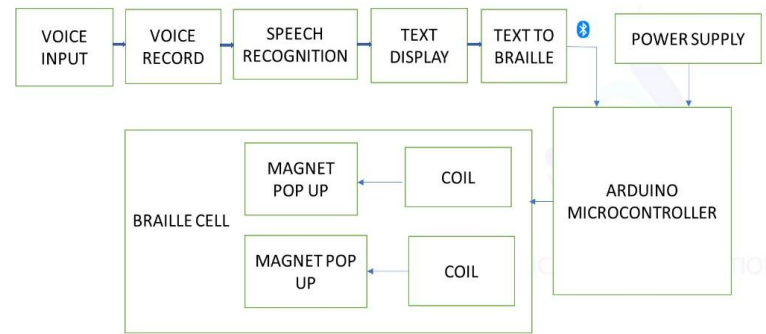 VOICE
INPUT
VOICE
RECORD
SPEECH
RECOGNITION
TEXT
DISPLAY
TEXT TO
BRAILLE
POWER SUPPLY
BRAILLE CELL
MAGNET
POP UP
COIL
MAGNET POP
UP
COIL
ARDUINO
MICROCONTROLLER